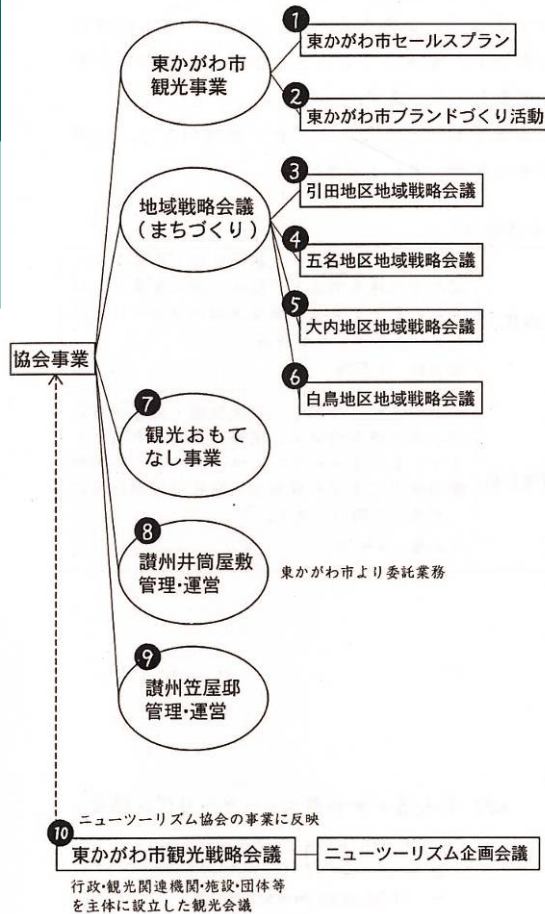 1
東かがわ市セールスプラン
東かがわ市
観光事業
2
東かがわ市ブランドづくり活動
3
引田地区地域戦略会議
地域戦略会議
(まちづくり)
4
五名地区地域戦略会議
5
大内地区地域戦略会議
6
白鳥地区地域戦略会議
協会事業
7
観光おもて
なし事業
8
讃州井筒屋敷
管理・運営
東かがわ市より委託業務
9
讃州笠屋邸
管理・運営
10
ニューツーリズム協会の事業に反映
東かがわ市観光戦略会議
ニューツーリズム企画会議
行政・観光関連機関・施設・団体等
を主体に設立した観光会議